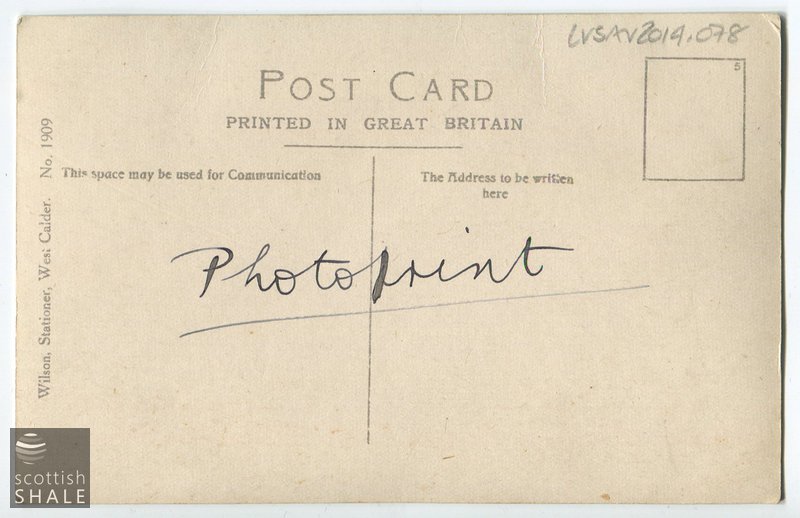 LVSAV2014.078
5
POST CARD
PRINTED IN GREAT BRITAIN
This space may be used for Communication
The Address to be written
here
Photoprint
Wilson, Stationer, West Calder. No. 1909
scottish
SHALE